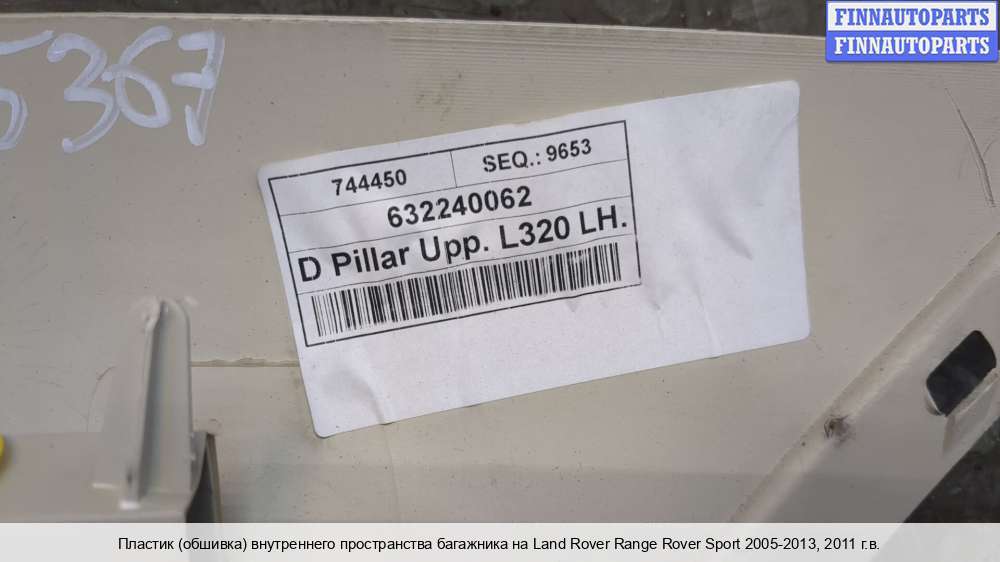 FINNAUTOPARTS
FINNAUTOPARTS
5367
744450 SEQ.: 9653
632240062
D Pillar Upp. L320 LH.
Пластик (обшивка) внутреннего пространства багажника на Land Rover Range Rover Sport 2005-2013, 2011 г.в.